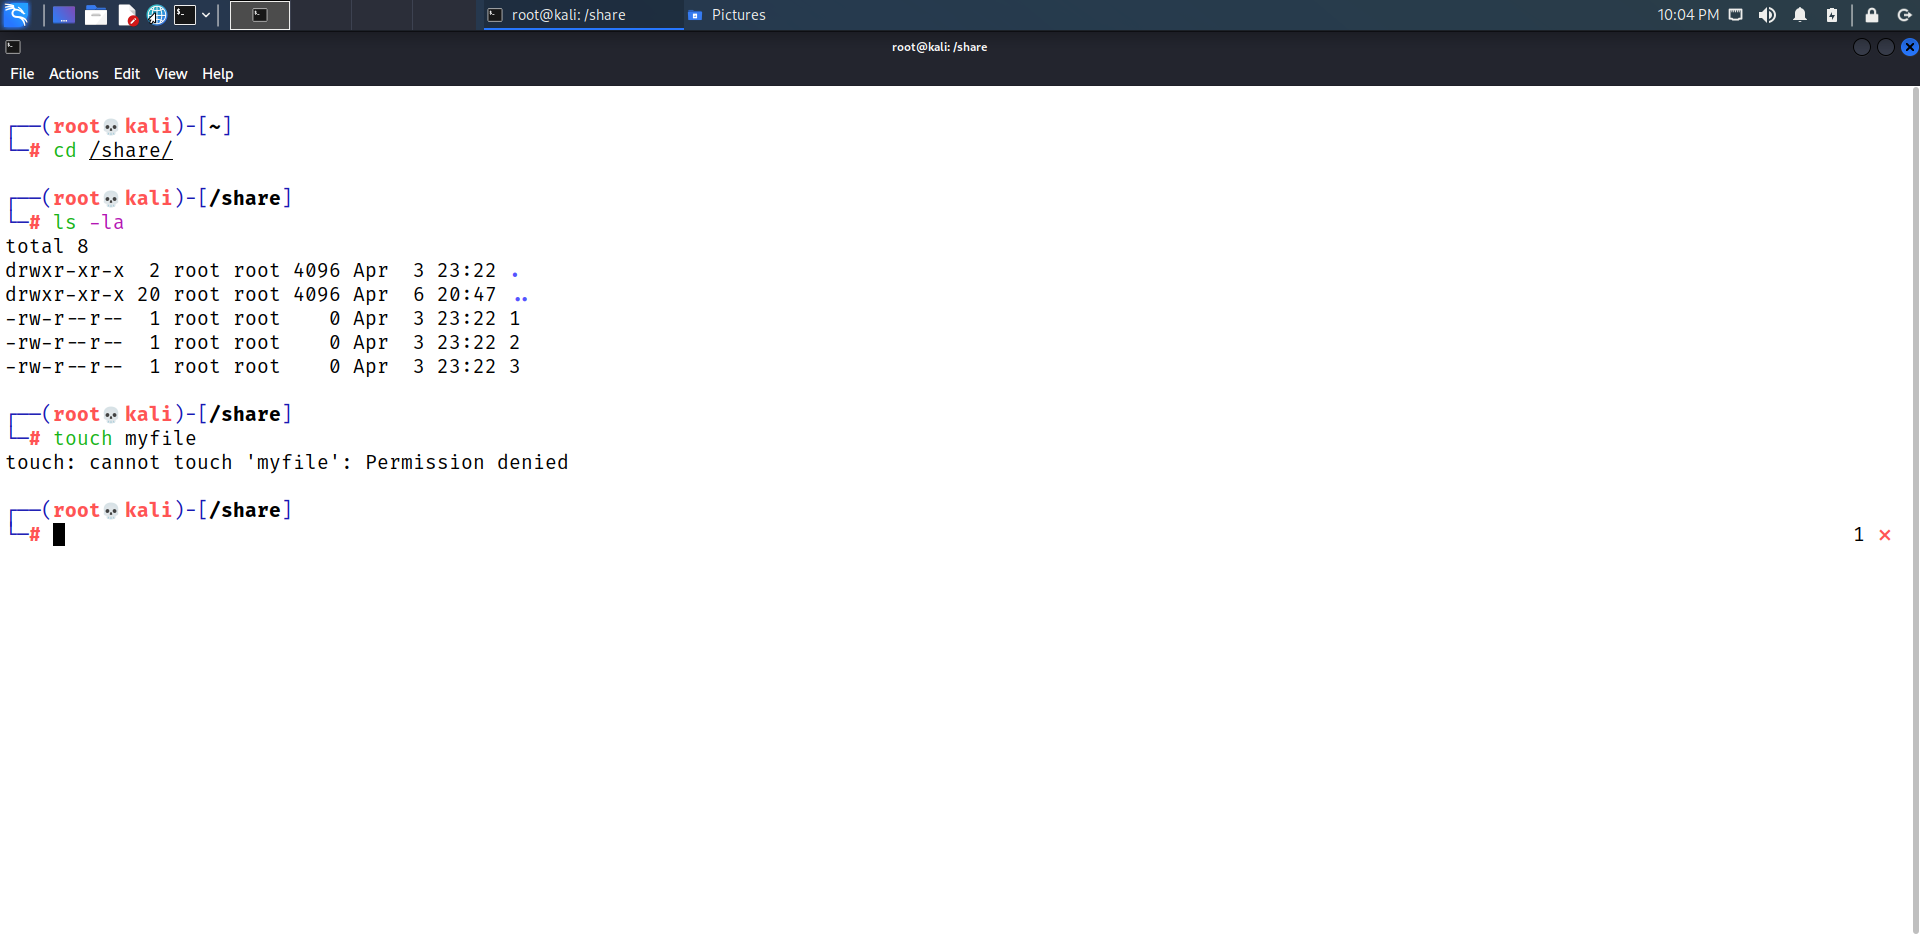 root@kali: /share
Pictures
10:04 PM
root@kali: /share
File Actions Edit View Help
┌──(root💀kali)-[~]
└─# cd /share/
┌──(root💀kali)-[/share]
└─# ls -la
total 8
drwxr-xr-x  2 root root 4096 Apr  3 23:22 .
drwxr-xr-x 20 root root 4096 Apr  6 20:47 ..
-rw-r--r--  1 root root    0 Apr  3 23:22 1
-rw-r--r--  1 root root    0 Apr  3 23:22 2
-rw-r--r--  1 root root    0 Apr  3 23:22 3
┌──(root💀kali)-[/share]
└─# touch myfile
touch: cannot touch 'myfile': Permission denied
┌──(root💀kali)-[/share]
└─# 1 ⨯